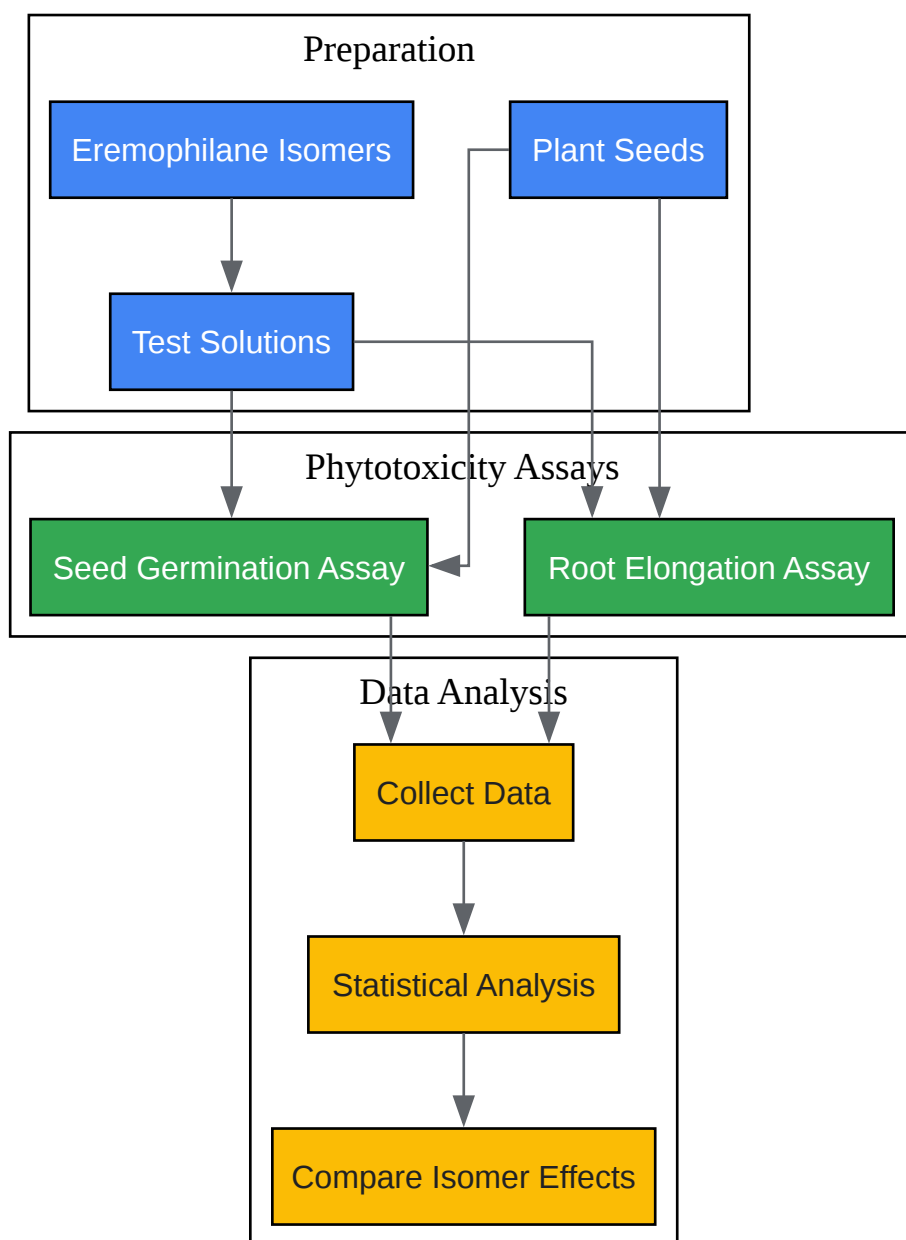 Preparation
Eremophilane Isomers
Plant Seeds
Test Solutions
Phytotoxicity Assays
Seed Germination Assay
Root Elongation Assay
Data Analysis
Collect Data
Statistical Analysis
Compare Isomer Effects